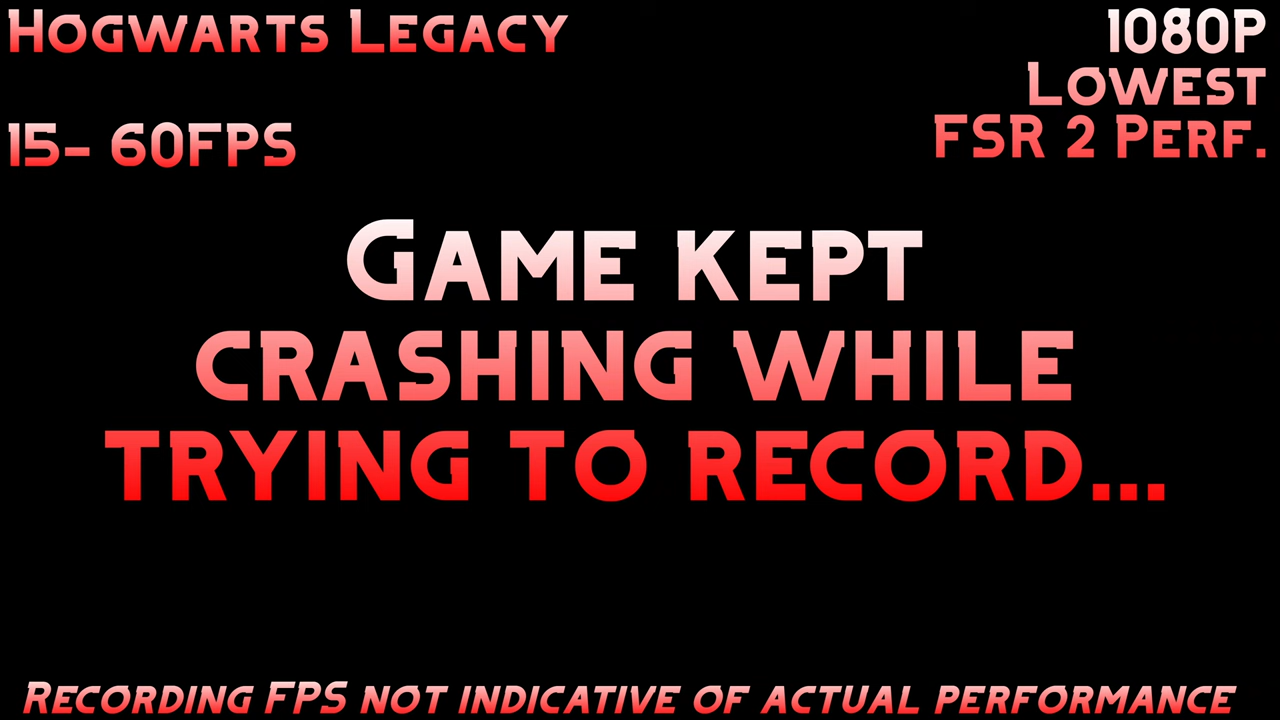 Hogwarts Legacy
1080P
Lowest
15- 60FPS
FSR 2 Perf.
Game kept
crashing while
trying to record...
Recording FPS not indicative of actual performance